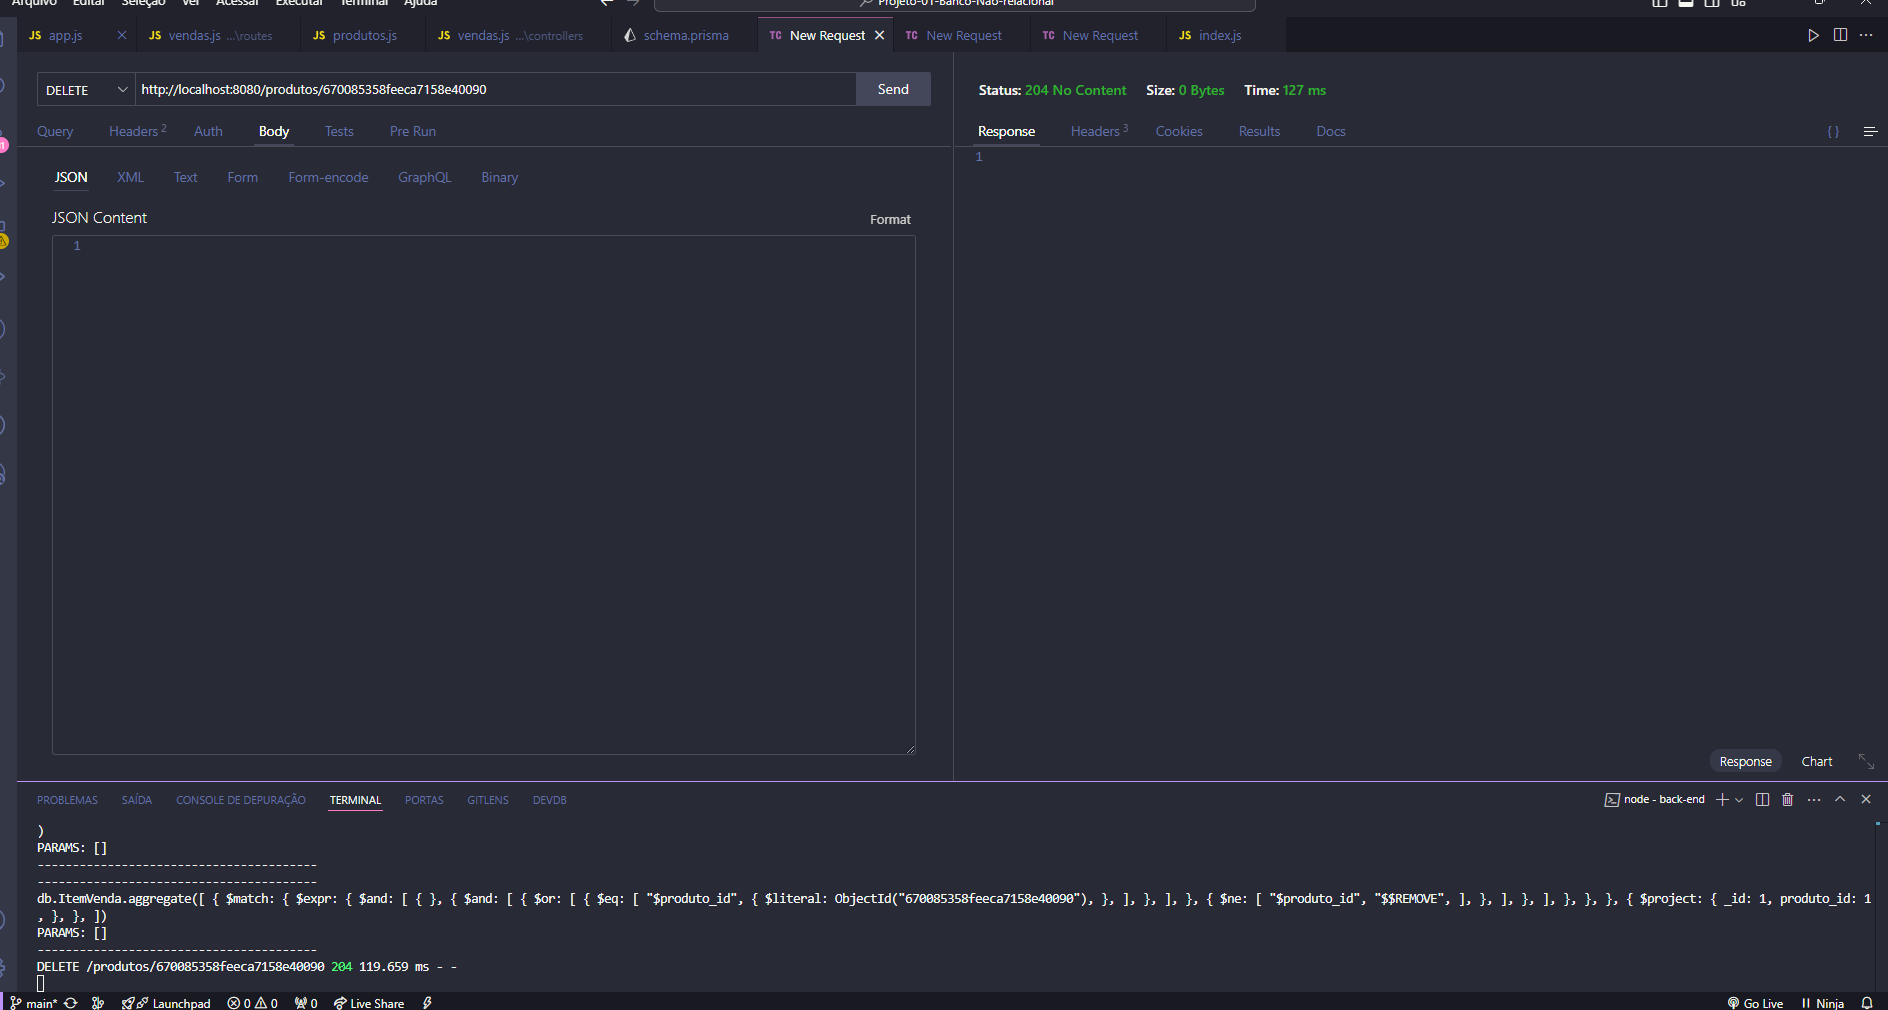 Arquivo Editar Seleção Ver Acessar Executar Terminal Ajuda Projeto-01-Banco-Não-relacional
JS app.js JS vendas.js ...\routes JS produtos.js JS vendas.js ...\controllers schema.prisma TC New Request TC New Request TC New Request JS index.js
DELETE http://localhost:8080/produtos/670085358feeca7158e40090 Send
Status: 204 No Content Size: 0 Bytes Time: 127 ms
Query Headers 2 Auth Body Tests Pre Run
Response Headers 3 Cookies Results Docs { }
1
JSON XML Text Form Form-encode GraphQL Binary
JSON Content Format
1
Response Chart
PROBLEMAS SAÍDA CONSOLE DE DEPURAÇÃO TERMINAL PORTAS GITLENS DEVDB node - back-end
)
PARAMS: []
----------------------------------------
----------------------------------------
db.ItemVenda.aggregate([ { $match: { $expr: { $and: [ { }, { $and: [ { $or: [ { $eq: [ "$produto_id", { $literal: ObjectId("670085358feeca7158e40090"), }, ], }, ], }, { $ne: [ "$produto_id", "$$REMOVE", ], }, ], }, ], }, }, }, { $project: { _id: 1, produto_id: 1
, }, }, ])
PARAMS: []
----------------------------------------
DELETE /produtos/670085358feeca7158e40090 204 119.659 ms - -
main* Launchpad 0 0 0 Live Share Go Live Ninja